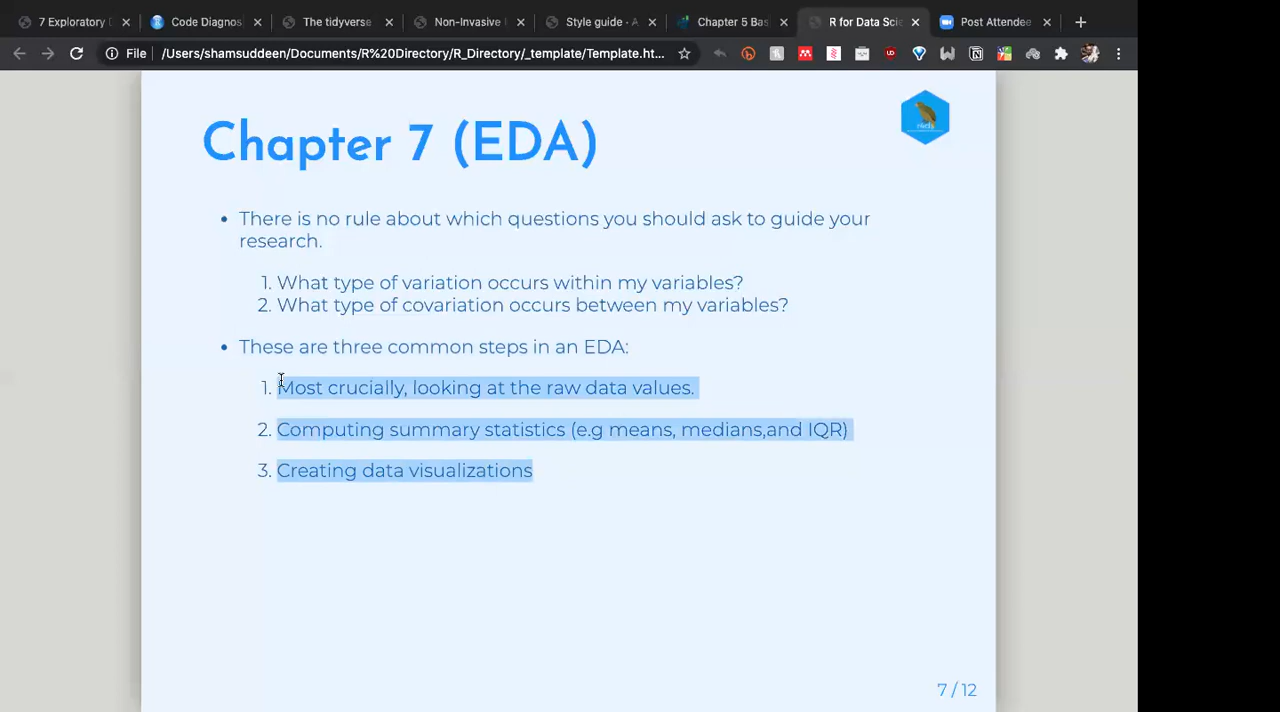 7 Exploratory D
Code Diagnos
The tidyverse
Non-Invasive I
Style guide · A
Chapter 5 Bas
R for Data Scie
Post Attendee
File
/Users/shamsuddeen/Documents/R%20Directory/R_Directory/_template/Template.ht...
Chapter 7 (EDA)
• There is no rule about which questions you should ask to guide your
research.
1. What type of variation occurs within my variables?
2. What type of covariation occurs between my variables?
• These are three common steps in an EDA:
1. Most crucially, looking at the raw data values.
2. Computing summary statistics (e.g means, medians,and IQR)
3. Creating data visualizations
7 / 12